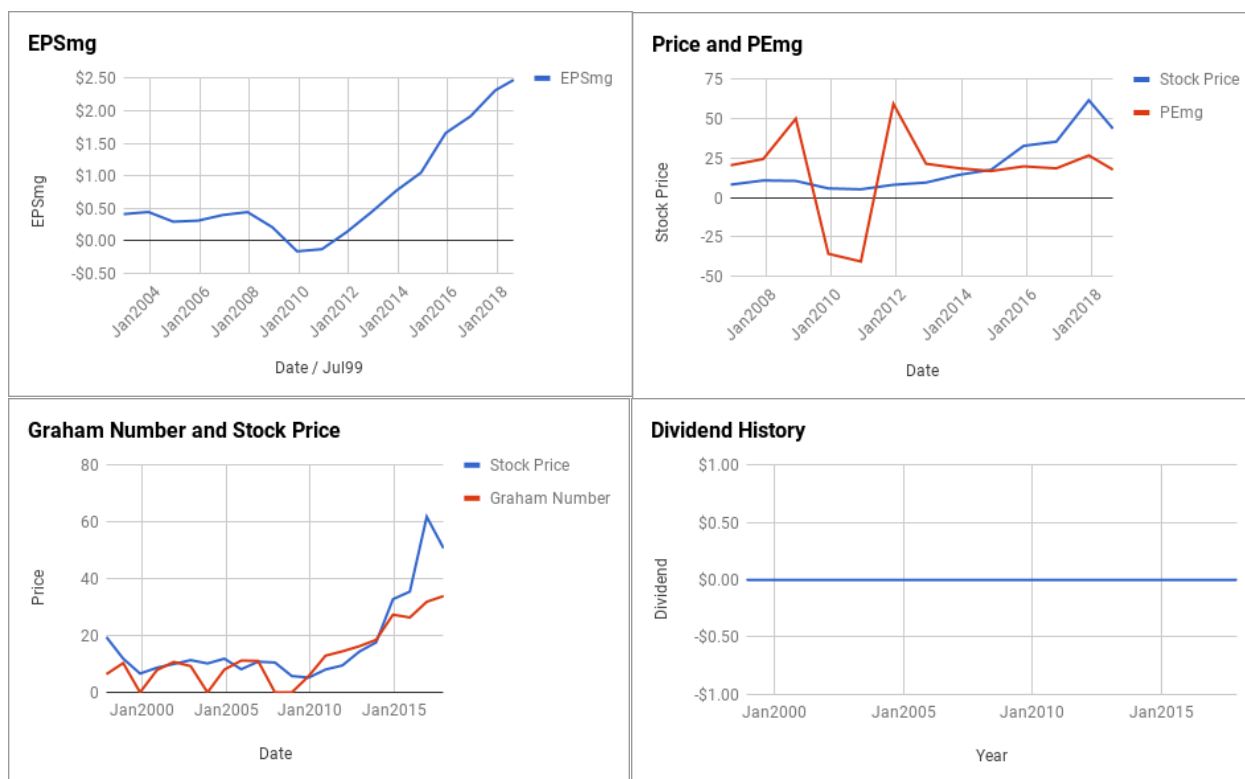 EPSmg
EPSmg
$2.50
$2.00
$1.50
$1.00
$0.50
$0.00
-$0.50
EPSmg
Jan2004
Jan2006
Jan2008
Jan2010
Jan2012
Jan2014
Jan2016
Jan2018
Date / Jul99
Price and PEmg
Stock Price
PEmg
75
50
25
0
-25
-50
Stock Price
Jan2008
Jan2010
Jan2012
Jan2014
Jan2016
Jan2018
Date
Graham Number and Stock Price
Stock Price
Graham Number
80
60
40
20
0
Price
Jan2000
Jan2005
Jan2010
Jan2015
Date
Dividend History
$1.00
$0.50
$0.00
-$0.50
-$1.00
Dividend
Jan2000
Jan2005
Jan2010
Jan2015
Year